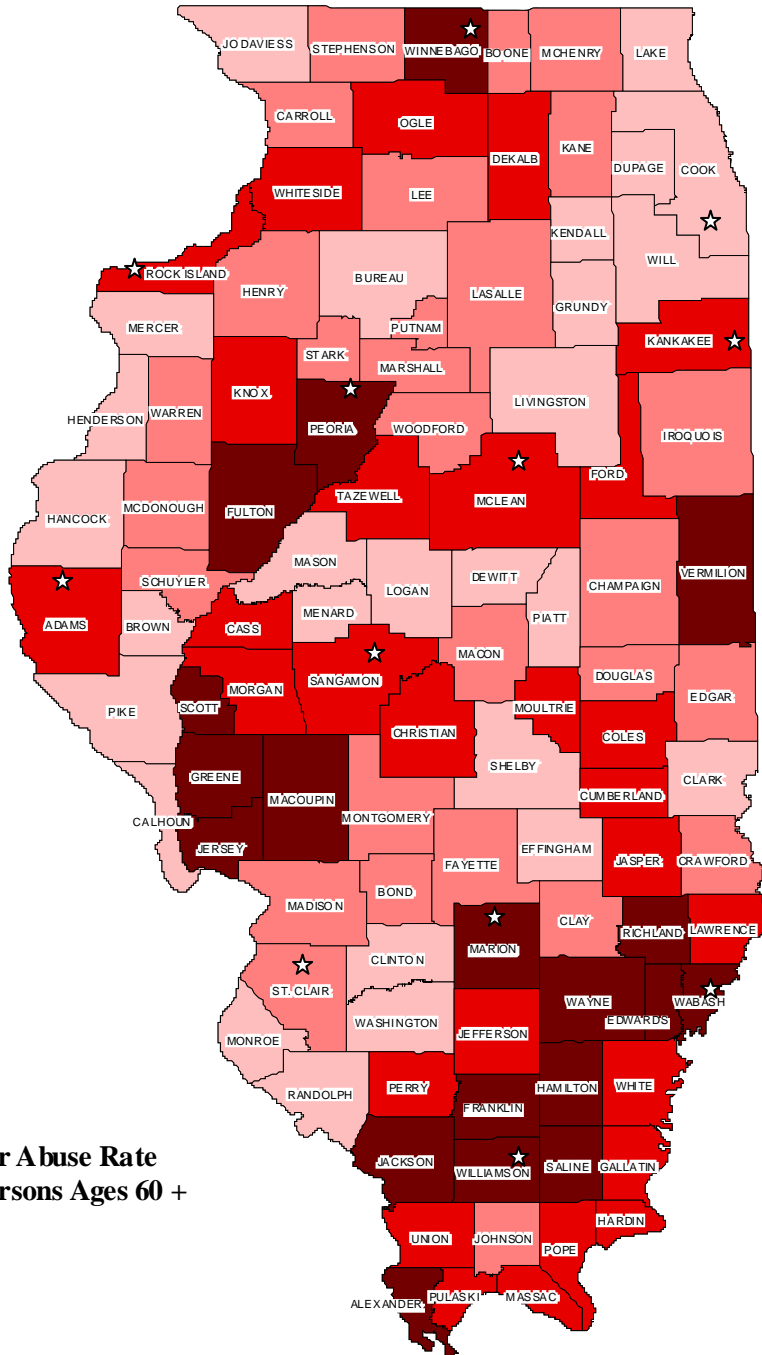 JO DAVIESS
STEPHENSON
WINNEBAGO
BOONE
MCHENRY
LAKE
CARROLL
OGLE
DEKALB
KANE
DUPAGE
COOK
WHITESIDE
LEE
KENDALL
WILL
ROCK ISLAND
HENRY
BUREAU
LASALLE
GRUNDY
MERCER
PUTNAM
KANKAKEE
STARK
MARSHALL
HENDERSON
WARREN
KNOX
PEORIA
WOODFORD
LIVINGSTON
IROQUOIS
FORD
HANCOCK
MCDONOUGH
FULTON
TAZEWELL
MCLEAN
VERMILION
SCHUYLER
MASON
LOGAN
DEWITT
CHAMPAIGN
ADAMS
BROWN
CASS
MENARD
PIATT
MACON
PIKE
SCOTT
MORGAN
SANGAMON
CHRISTIAN
MOULTRIE
DOUGLAS
EDGAR
COLES
GREENE
MACOUPIN
SHELBY
CLARK
CUMBERLAND
CALHOUN
JERSEY
MONTGOMERY
EFFINGHAM
JASPER
CRAWFORD
FAYETTE
MADISON
BOND
CLAY
RICHLAND
LAWRENCE
MARION
CLINTON
ST. CLAIR
WAYNE
EDWARDS
WABASH
MONROE
WASHINGTON
JEFFERSON
RANDOLPH
PERRY
FRANKLIN
HAMILTON
WHITE
r Abuse Rate
JACKSON
WILLIAMSON
SALINE
GALLATIN
rsons Ages 60 +
UNION
JOHNSON
POPE
HARDIN
ALEXANDER
PULASKI
MASSAC